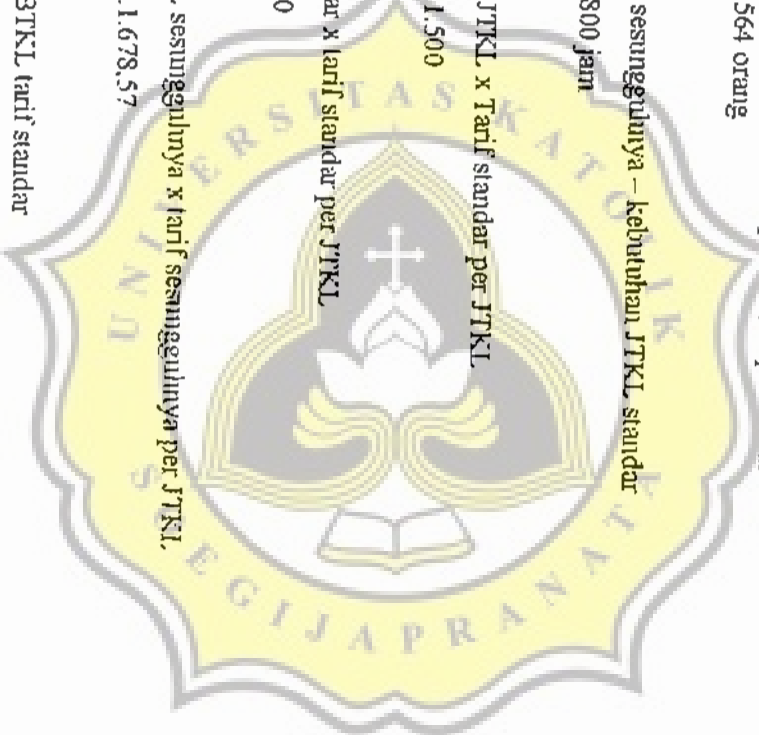 564 orang
sesungguhnya – kebutuhan JTKL standar
800 jam
JTKL x Tarif standar per JTKL
1.500
ar x tarif standar per JTKL
0
sesungguhnya x tarif sesungguhnya per JTKL
1.678,57
BTKL tarif standar
UNIVERSITAS KATOLIK
SOEGIJAPRANATA